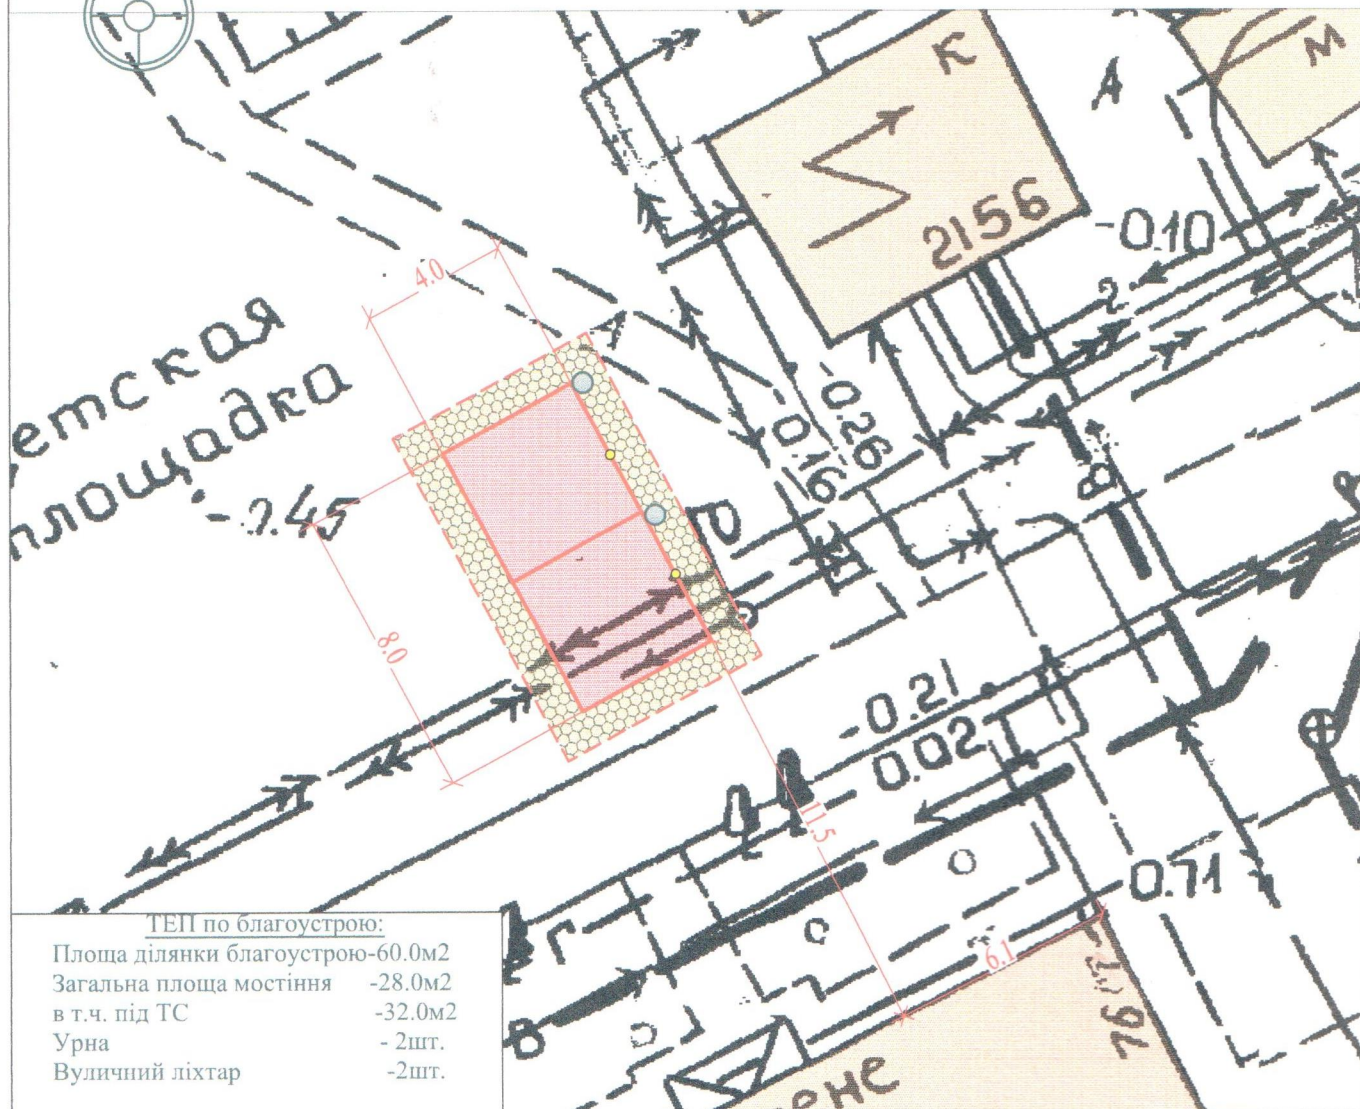 К
А
М
2156
-0.10
2
4.0
етская
площадка
-0.26
-0.16
В
8.0
-0.21
0.02
11.5
0.71
Г
6.1
В
ене
ТЕП по благоустрою:
Площа ділянки благоустрою-60.0м2
Загальна площа мостіння -28.0м2
в т.ч. під ТС -32.0м2
Урна - 2шт.
Вуличний ліхтар -2шт.